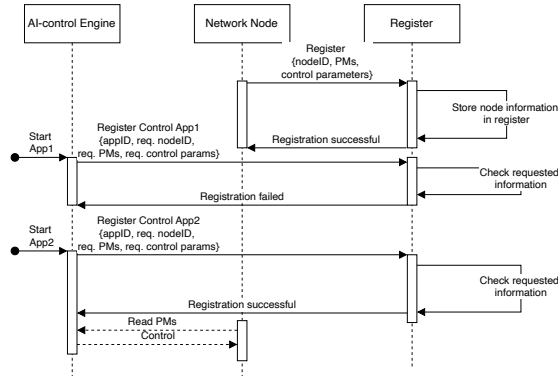 AI-control Engine
Network Node
Register
Register
{nodeID, PMs,
control parameters}
Store node information
in register
Registration successful
Start
App1
Register Control App1
{appID, req. nodeID,
req. PMs, req. control params}
Check requested
information
Registration failed
Start
App2
Register Control App2
{appID, req. nodeID,
req. PMs, req. control params}
Check requested
information
Registration successful
Read PMs
Control